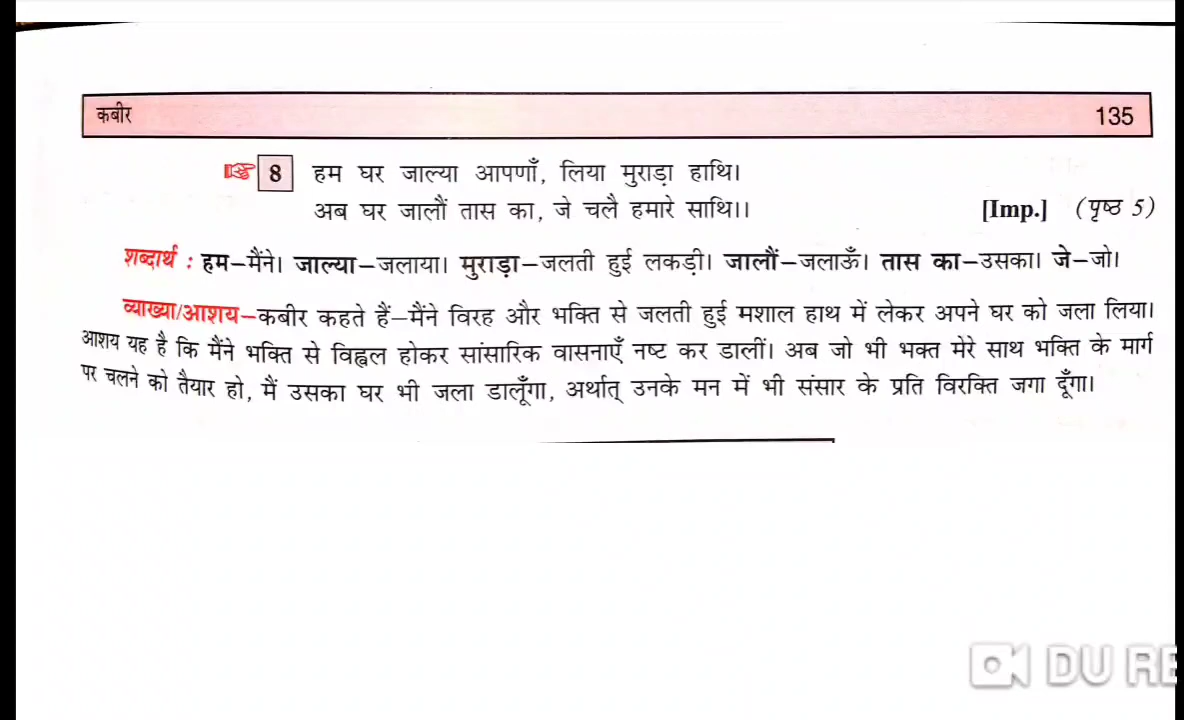 कबीर 135
8 हम घर जाल्या आपणाँ, लिया मुराड़ा हाथि।
अब घर जालौं तास का, जे चलै हमारे साथि।। [Imp.] (पृष्ठ 5)
शब्दार्थ : हम–मैंने। जाल्या–जलाया। मुराड़ा–जलती हुई लकड़ी। जालौं–जलाऊँ। तास का–उसका। जे–जो।
व्याख्या/आशय–कबीर कहते हैं–मैंने विरह और भक्ति से जलती हुई मशाल हाथ में लेकर अपने घर को जला लिया।
आशय यह है कि मैंने भक्ति से विह्वल होकर सांसारिक वासनाएँ नष्ट कर डालीं। अब जो भी भक्त मेरे साथ भक्ति के मार्ग
पर चलने को तैयार हो, मैं उसका घर भी जला डालूँगा, अर्थात् उनके मन में भी संसार के प्रति विरक्ति जगा दूँगा।
DU RE